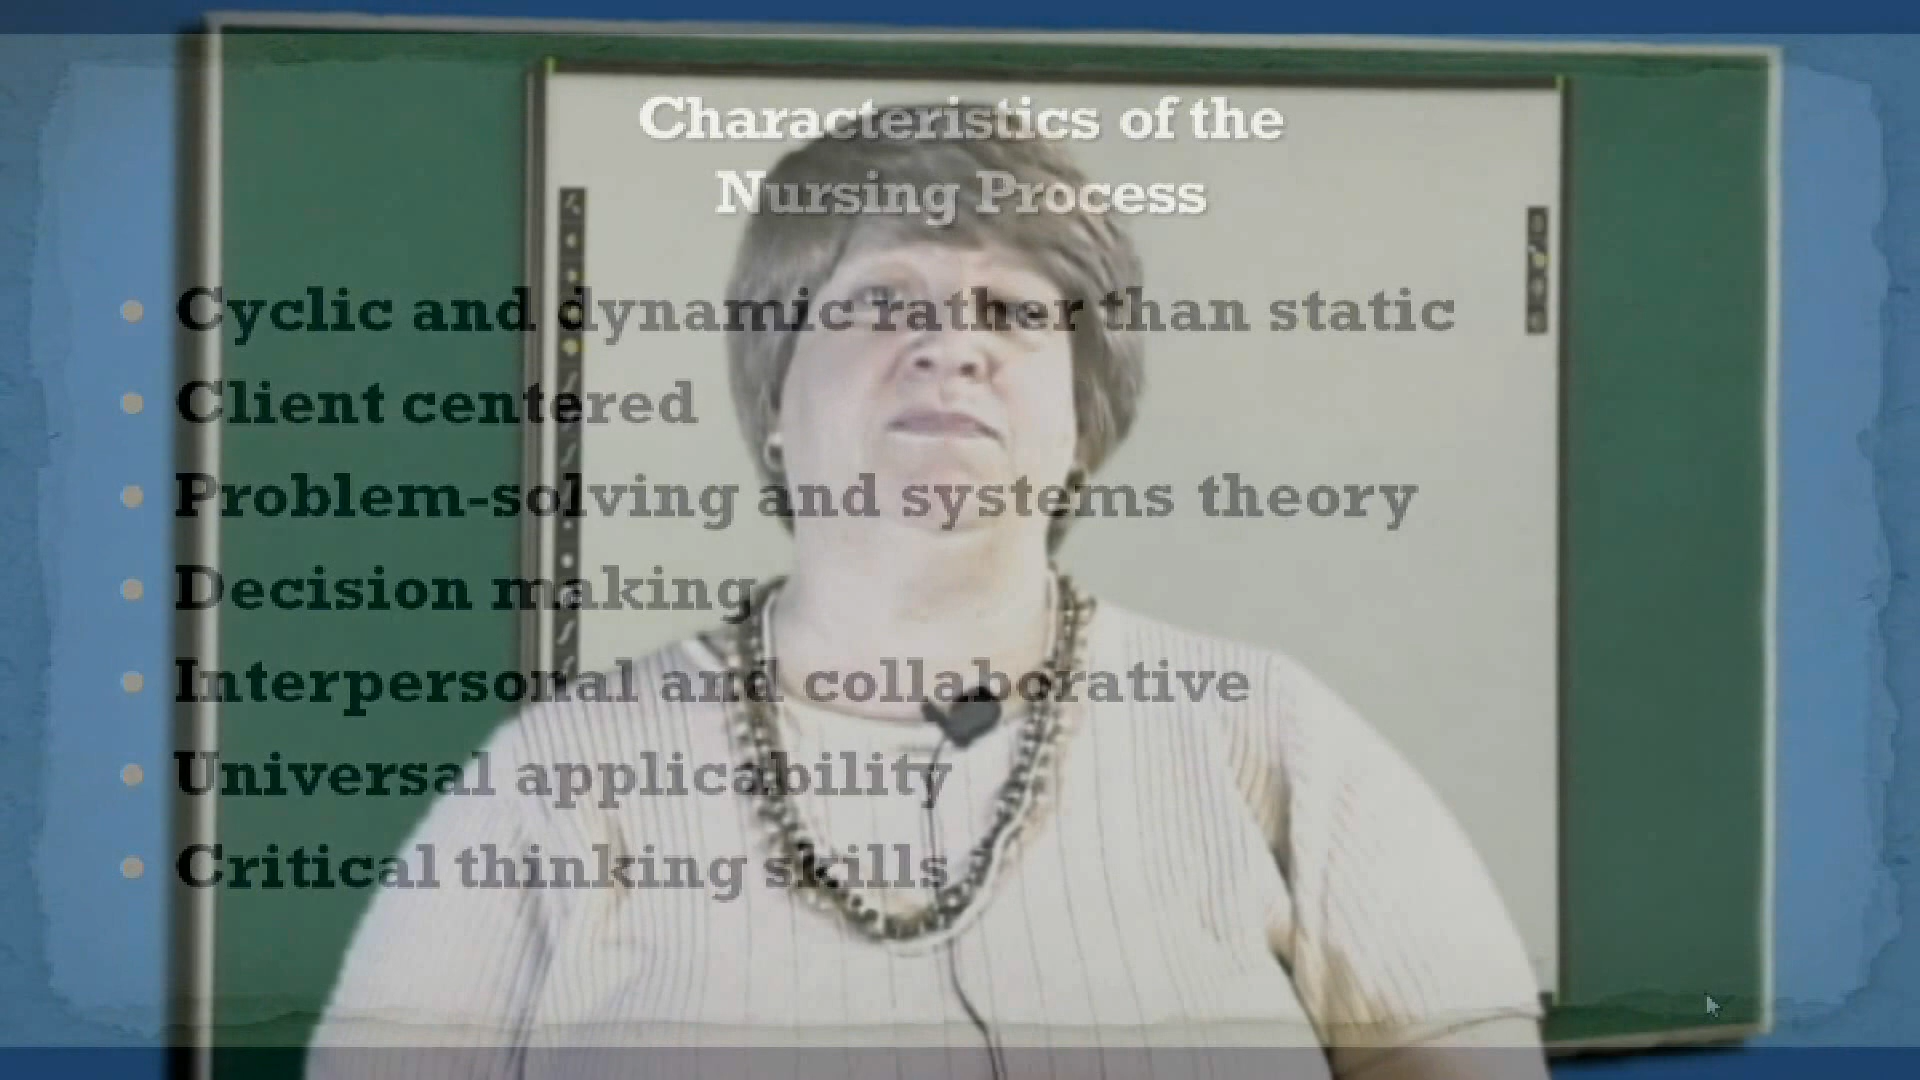 Characteristics of the
Nursing Process
• Cyclic and dynamic rather than static
• Client centered
• Problem-solving and systems theory
• Decision making
• Interpersonal and collaborative
• Universal applicability
• Critical thinking skills